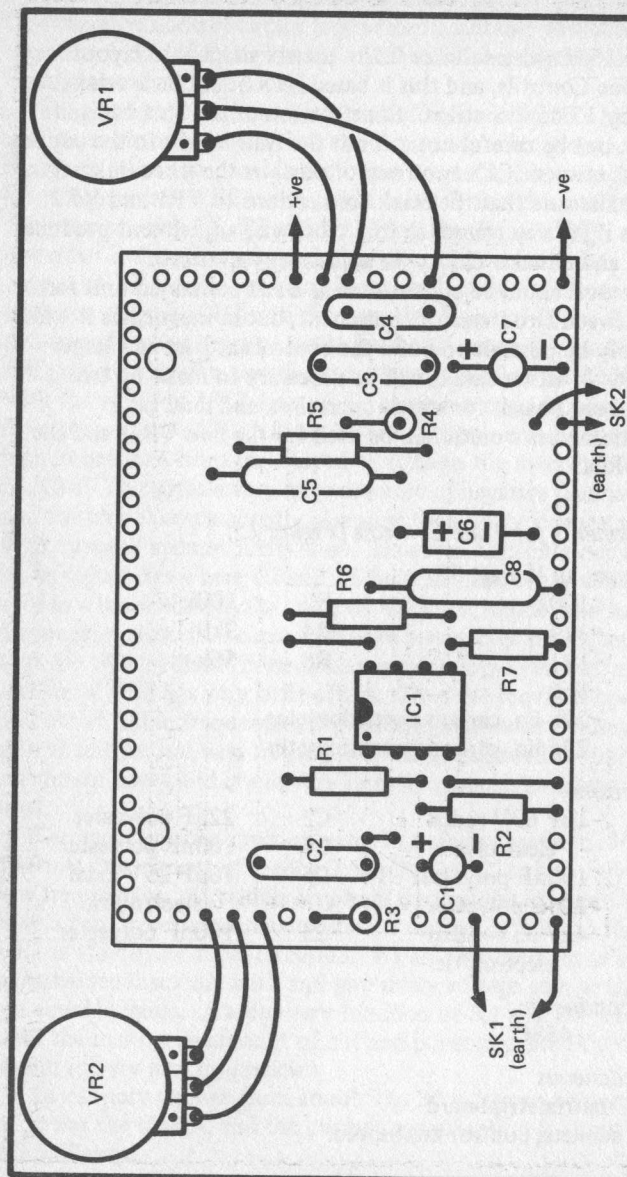 VR2
VR1
– ve
C2
R1
R6
C5
R5
C3
C4
IC1
R3
+
C1
R2
R7
C8
+ C6 –
R4
+
C7
–
– ve
SK1
(earth)
(earth)
SK2